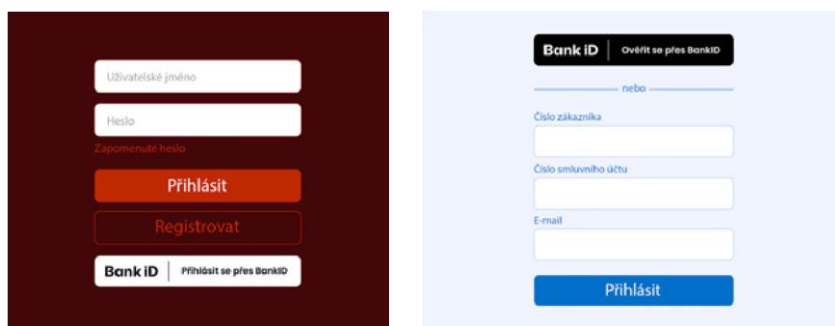 Uživatelské jméno
Heslo
Zapomenuté heslo
Přihlásit
Registrovat
Bank iD | Přihlásit se přes BankID
Bank iD | Ověřit se přes BankID
nebo
Číslo zákazníka
Číslo smluvního účtu
E-mail
Přihlásit